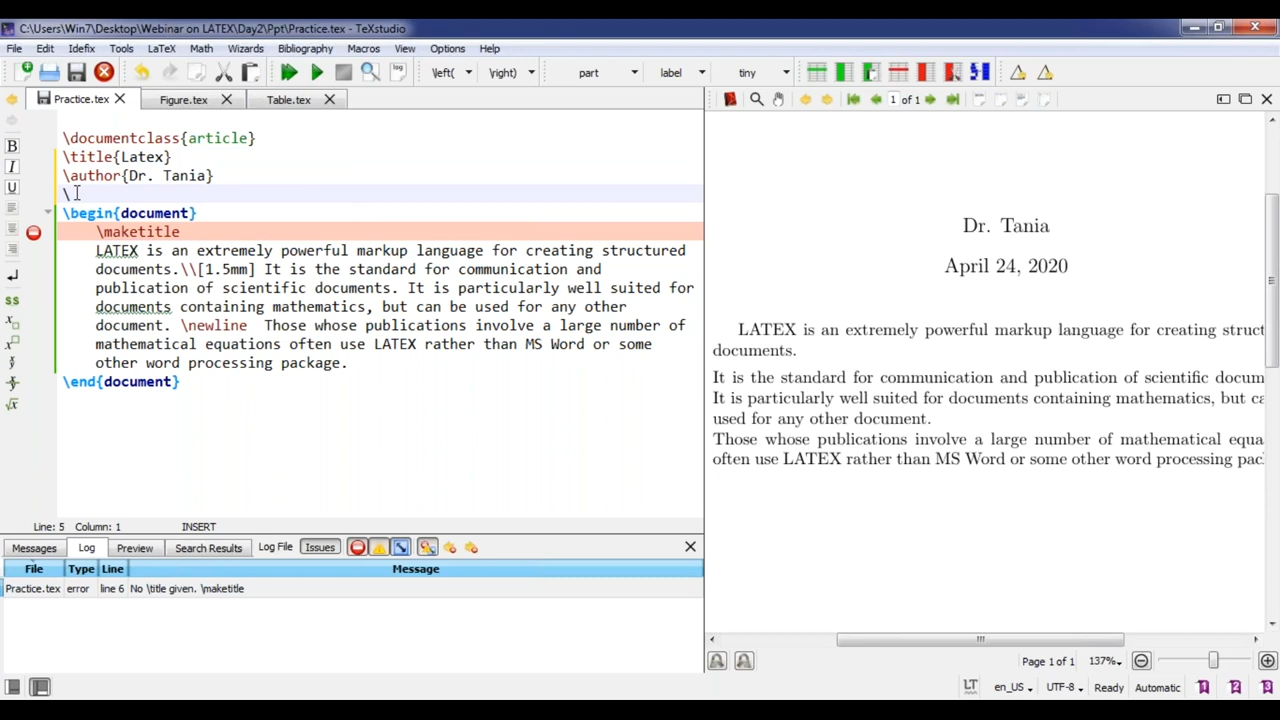 C:\Users\Win7\Desktop\Webinar on LATEX\Day2\Ppt\Practice.tex - TeXstudio
File Edit Idefix Tools LaTeX Math Wizards Bibliography Macros View Options Help
\left( \right) part label tiny
Practice.tex Figure.tex Table.tex
1 of 1
\documentclass{article}
\title{Latex}
\author{Dr. Tania}
\
\begin{document}
\maketitle
LATEX is an extremely powerful markup language for creating structured
documents.\\[1.5mm] It is the standard for communication and
publication of scientific documents. It is particularly well suited for
documents containing mathematics, but can be used for any other
document. \newline Those whose publications involve a large number of
mathematical equations often use LATEX rather than MS Word or some
other word processing package.
\end{document}
Line: 5 Column: 1 INSERT
Messages Log Preview Search Results Log File Issues
File Type Line Message
Practice.tex error line 6 No \title given. \maketitle
Dr. Tania
April 24, 2020
LATEX is an extremely powerful markup language for creating struct
documents.
It is the standard for communication and publication of scientific docum
It is particularly well suited for documents containing mathematics, but ca
used for any other document.
Those whose publications involve a large number of mathematical equa
often use LATEX rather than MS Word or some other word processing pac
Page 1 of 1 137%
en_US UTF-8 Ready Automatic